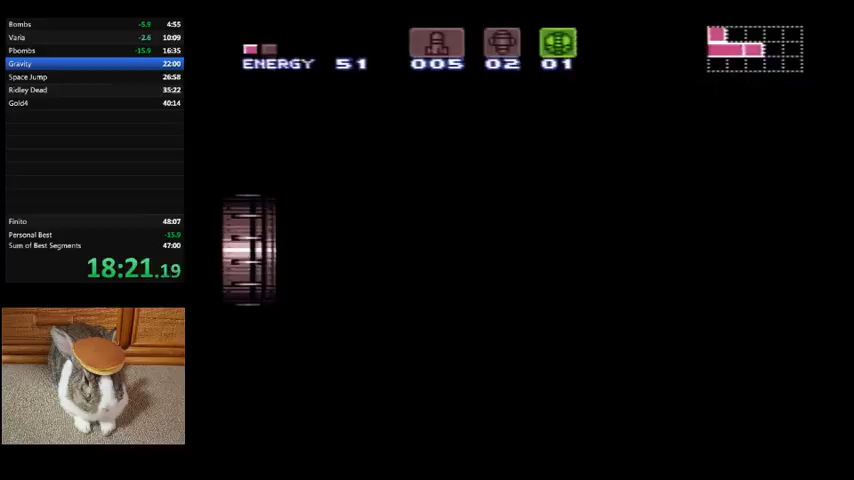 Bombs -5.9 4:55
Varia -2.6 10:09
Pbombs -15.9 16:35
Gravity 22:00
Space Jump 26:58
Ridley Dead 35:22
Gold4 40:14
Finito 48:07
Personal Best -15.9
Sum of Best Segments 47:00
18:21.19
ENERGY 51 005 02 01